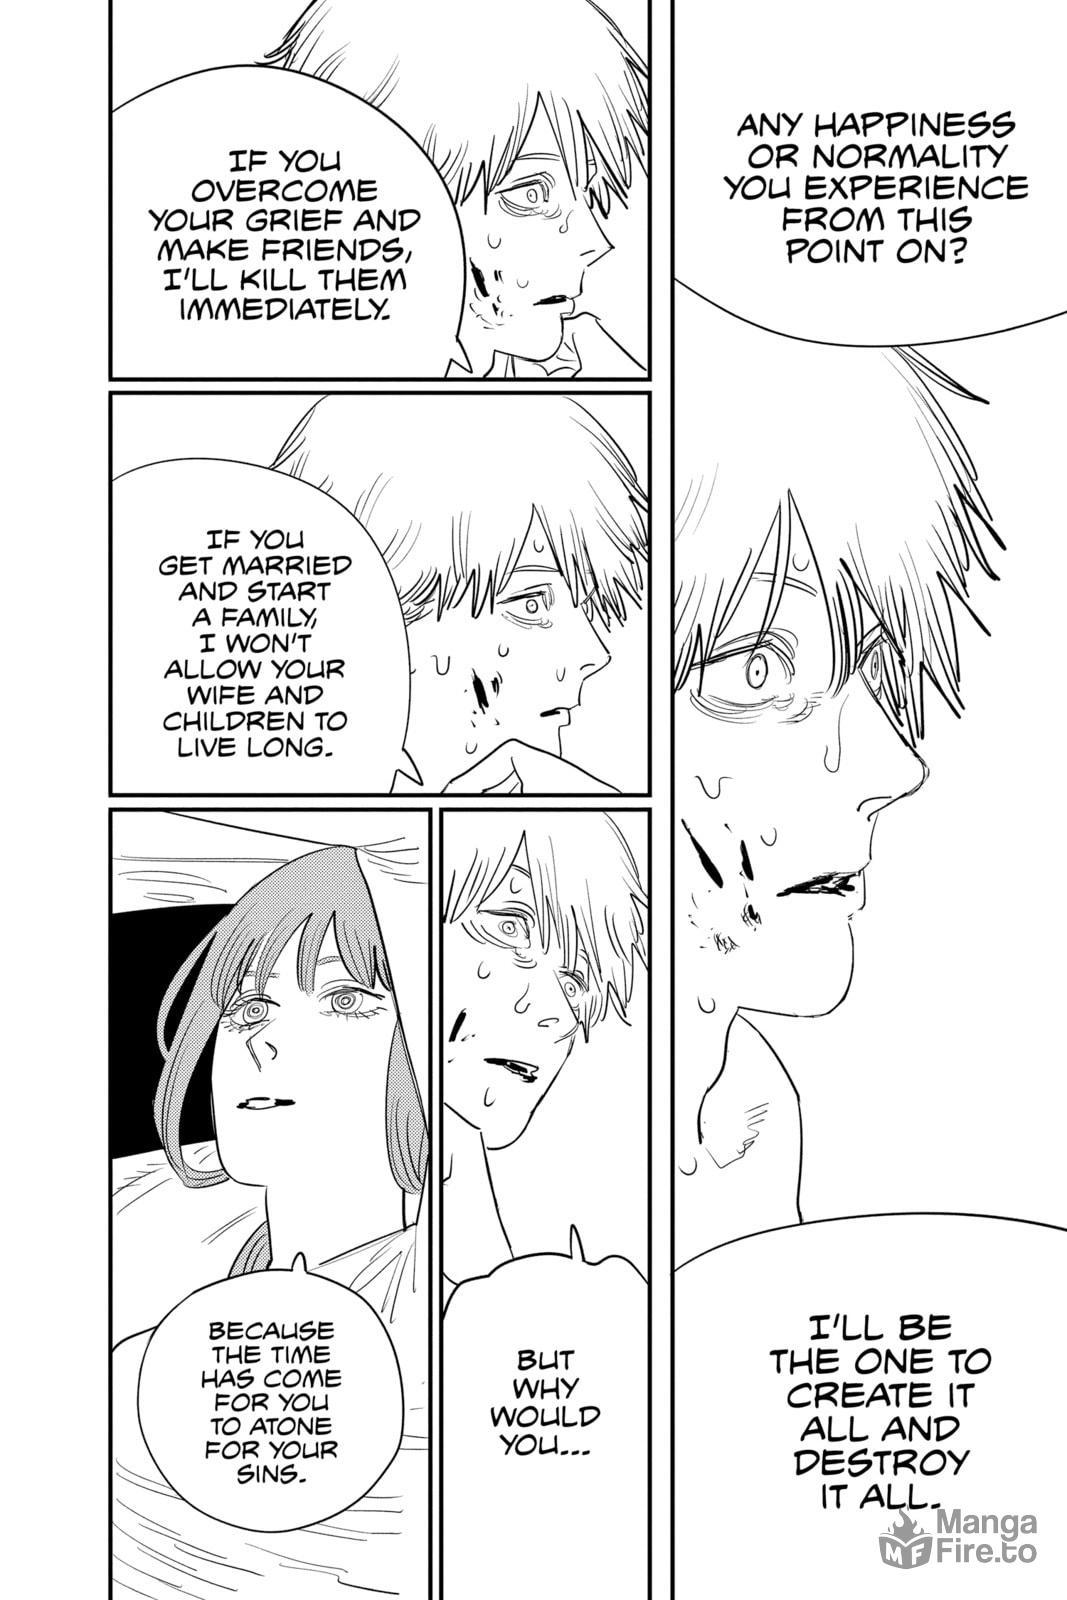 ANY HAPPINESS
OR NORMALITY
YOU EXPERIENCE
FROM THIS
POINT ON?
I'LL BE
THE ONE TO
CREATE IT
ALL AND
DESTROY
IT ALL.
IF YOU
OVERCOME
YOUR GRIEF AND
MAKE FRIENDS,
I'LL KILL THEM
IMMEDIATELY.
IF YOU
GET MARRIED
AND START
A FAMILY,
I WON'T
ALLOW YOUR
WIFE AND
CHILDREN TO
LIVE LONG.
BUT
WHY
WOULD
YOU...
BECAUSE
THE TIME
HAS COME
FOR YOU
TO ATONE
FOR YOUR
SINS.
MF Manga
Fire.to